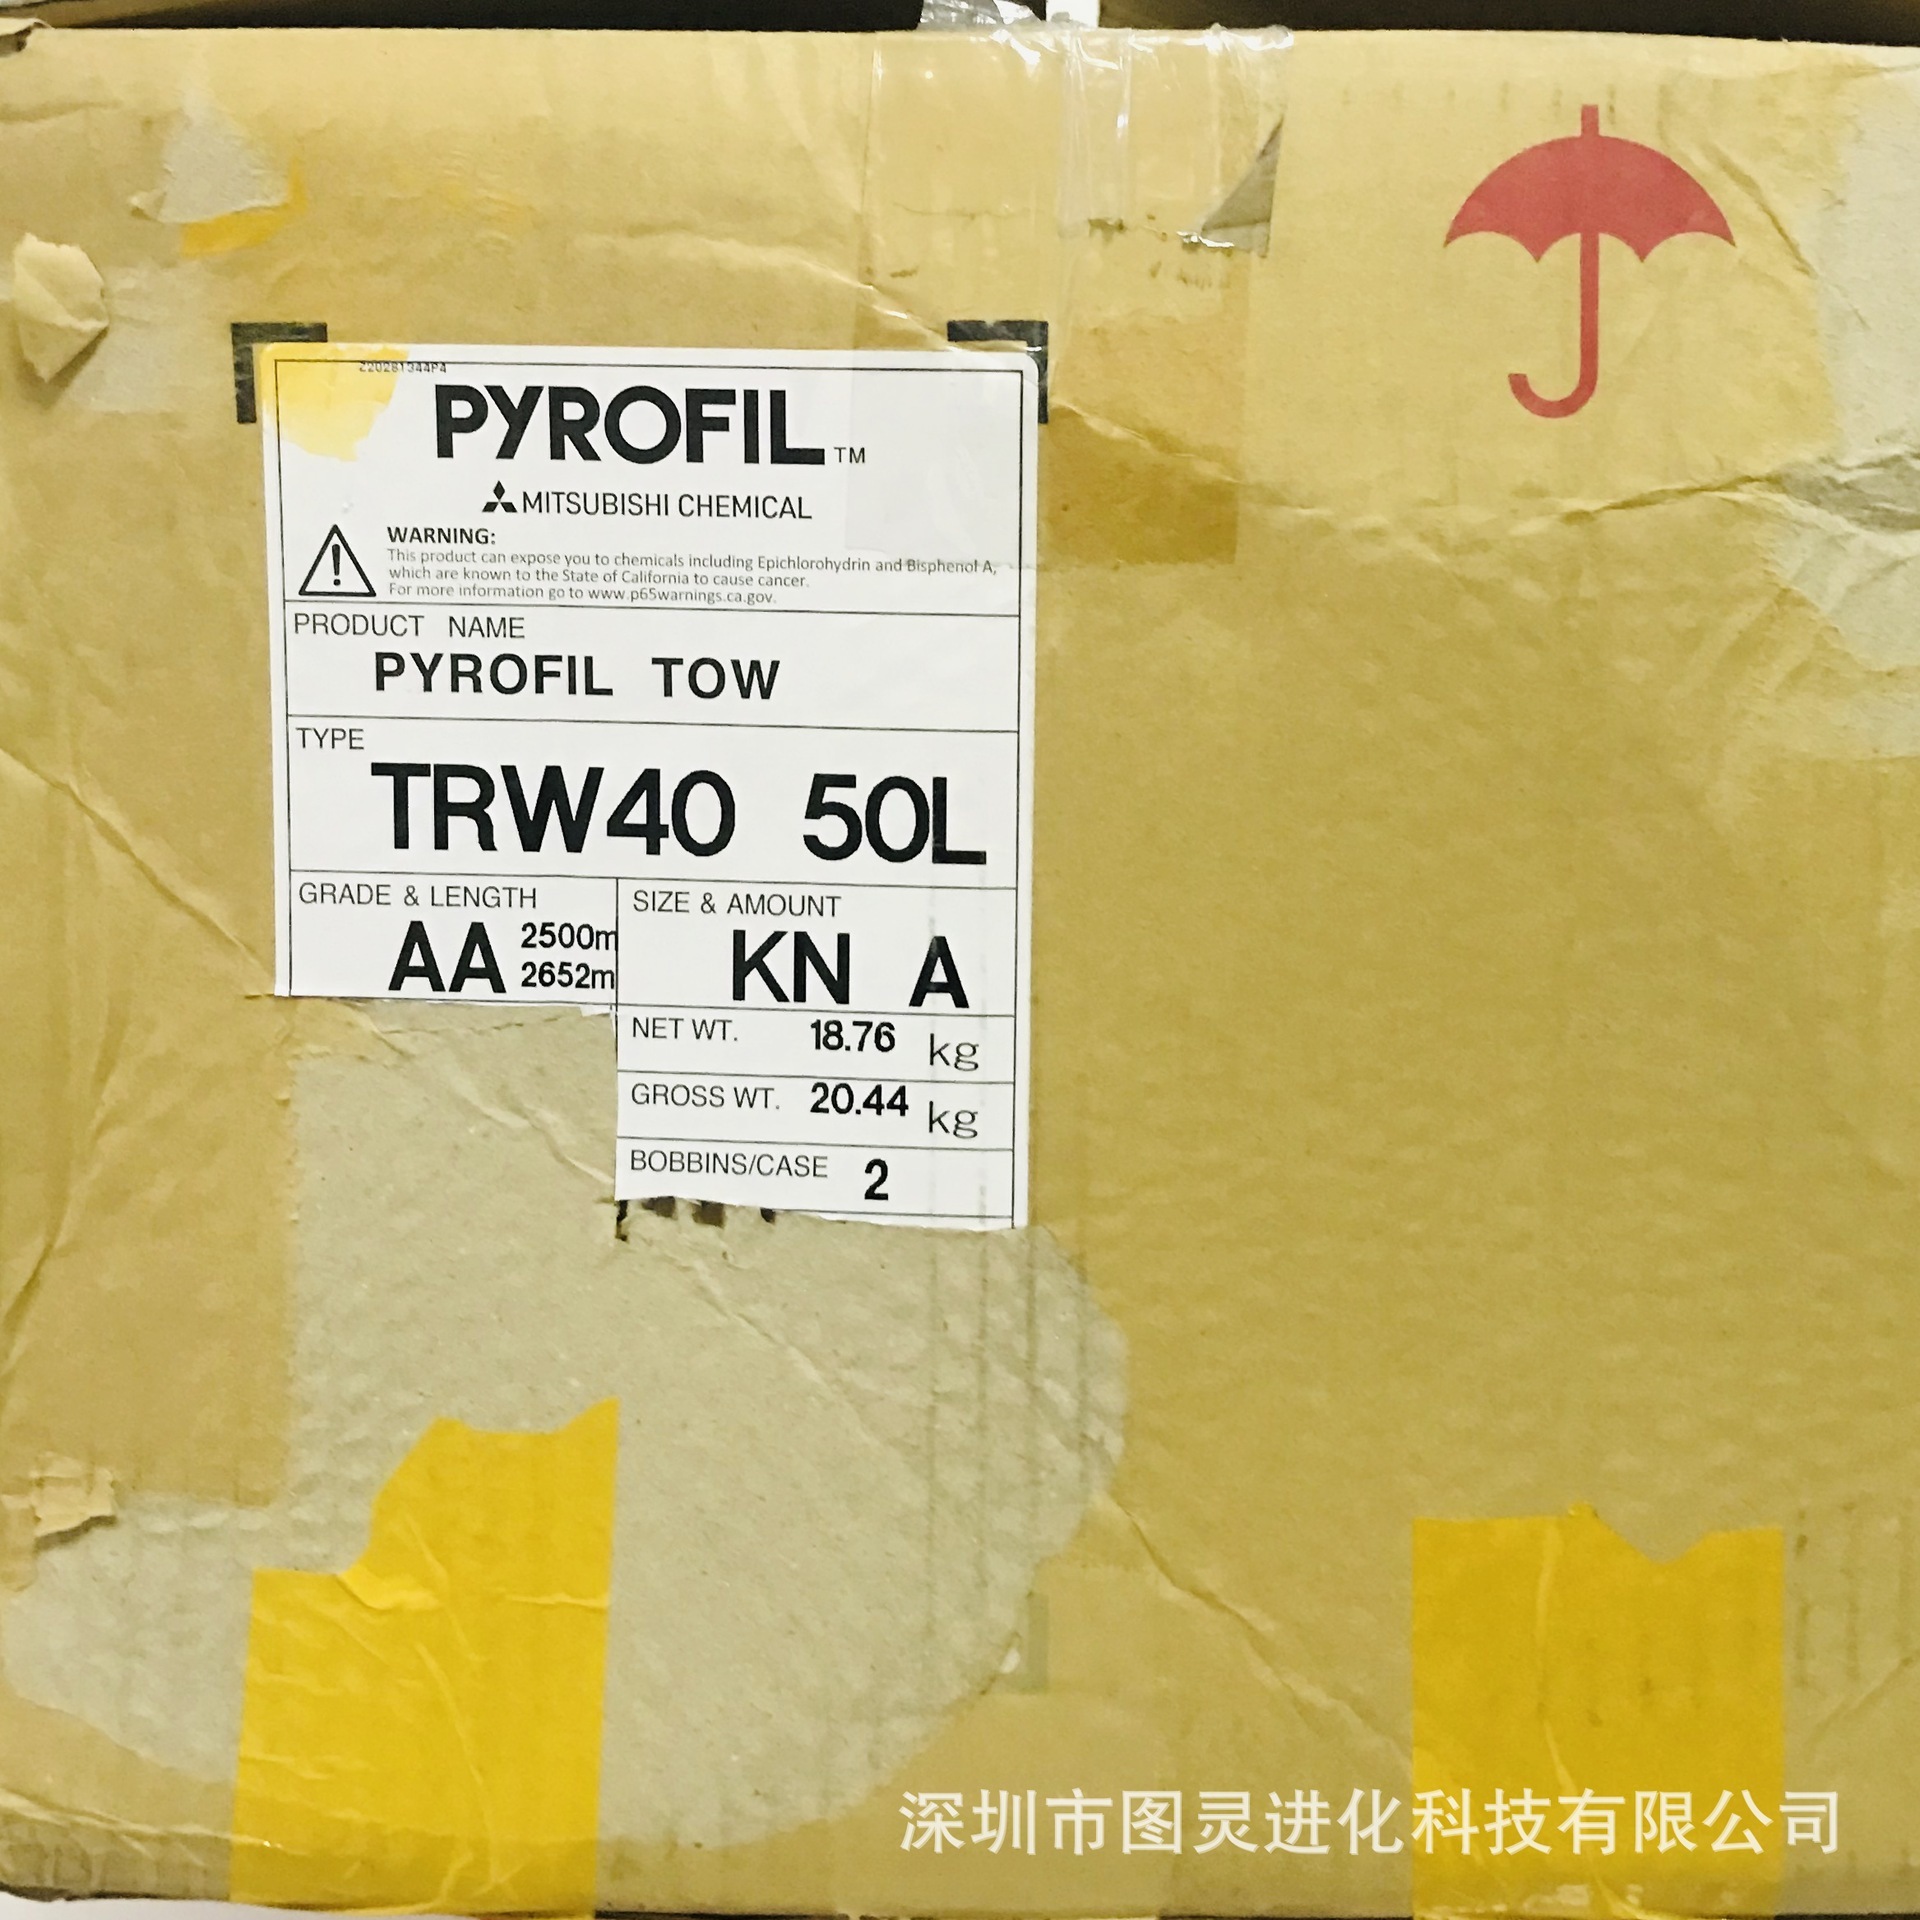 PYROFIL TM
MITSUBISHI CHEMICAL
WARNING:
This product can expose you to chemicals including Epichlorohydrin and Bisphenol A,
which are known to the State of California to cause cancer.
For more information go to www.p65warnings.ca.gov.
PRODUCT NAME
PYROFIL TOW
TYPE
TRW40 50L
GRADE & LENGTH
AA 2500m
2652m
SIZE & AMOUNT
KN A
NET WT. 18.76 kg
GROSS WT. 20.44 kg
BOBBINS/CASE 2
深圳市图灵进化科技有限公司